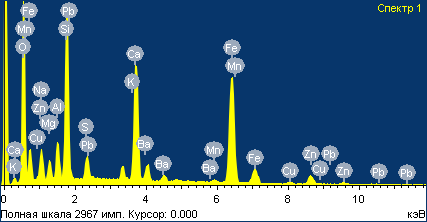 Спектр 1
Fe Pb
Mn Si
O Ca Fe
K Mn
Na
Zn Al
Mg
Cu S
Ca Pb Ba Mn Zn Pb
K Ba Ba Fe Cu Cu Zn Pb Pb
0 2 4 6 8 10
Полная шкала 2967 имп. Курсор: 0.000 кэВ